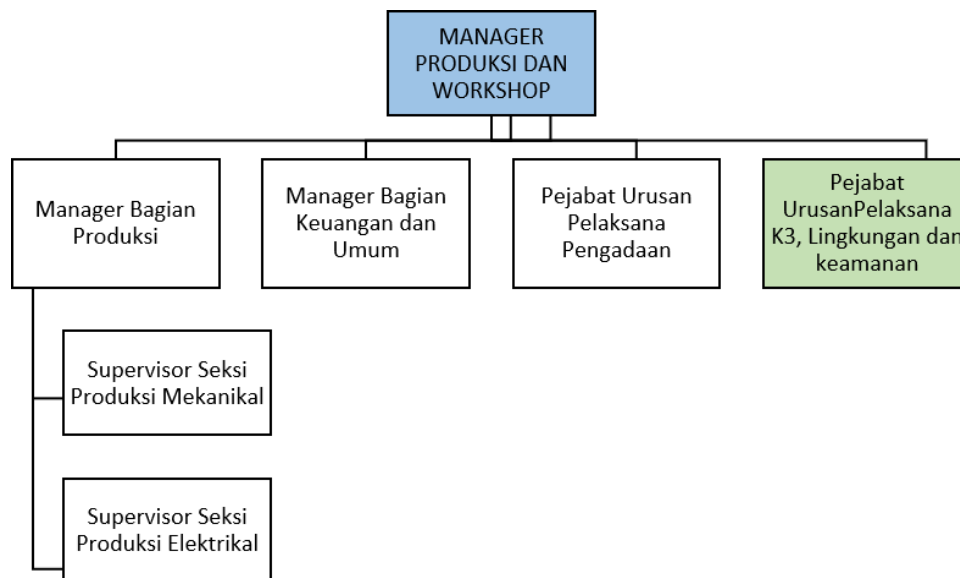 MANAGER
PRODUKSI DAN
WORKSHOP
Manager Bagian
Produksi
Manager Bagian
Keuangan dan
Umum
Pejabat Urusan
Pelaksana
Pengadaan
Pejabat
UrusanPelaksana
K3, Lingkungan dan
keamanan
Supervisor Seksi
Produksi Mekanikal
Supervisor Seksi
Produksi Elektrikal